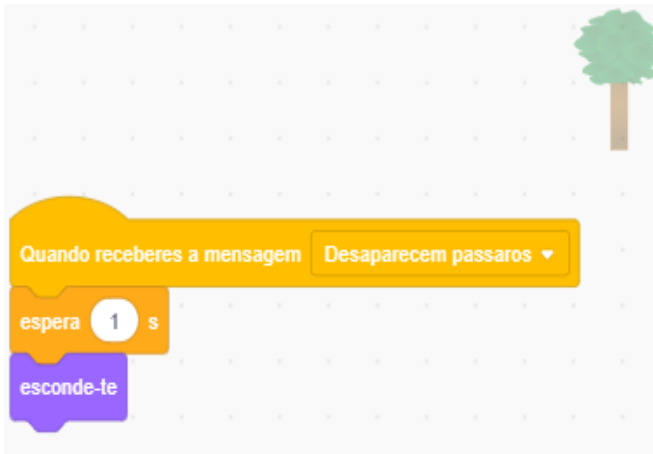 Quando receberes a mensagem Desaparecem passaros
espera 1 s
esconde-te